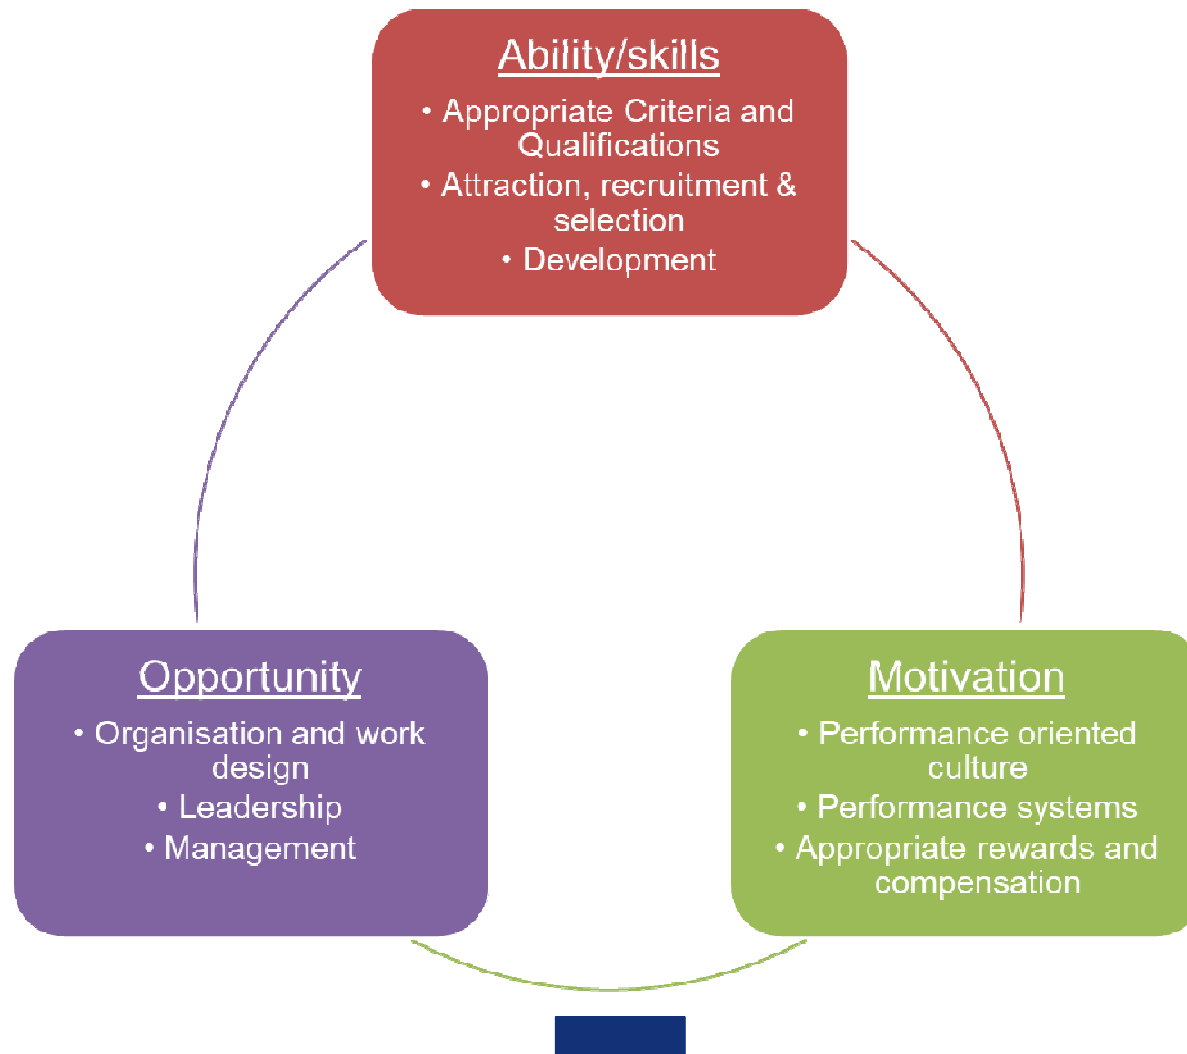 Ability/skills
• Appropriate Criteria and
Qualifications
• Attraction, recruitment &
selection
• Development
Opportunity
• Organisation and work
design
• Leadership
• Management
Motivation
• Performance oriented
culture
• Performance systems
• Appropriate rewards and
compensation